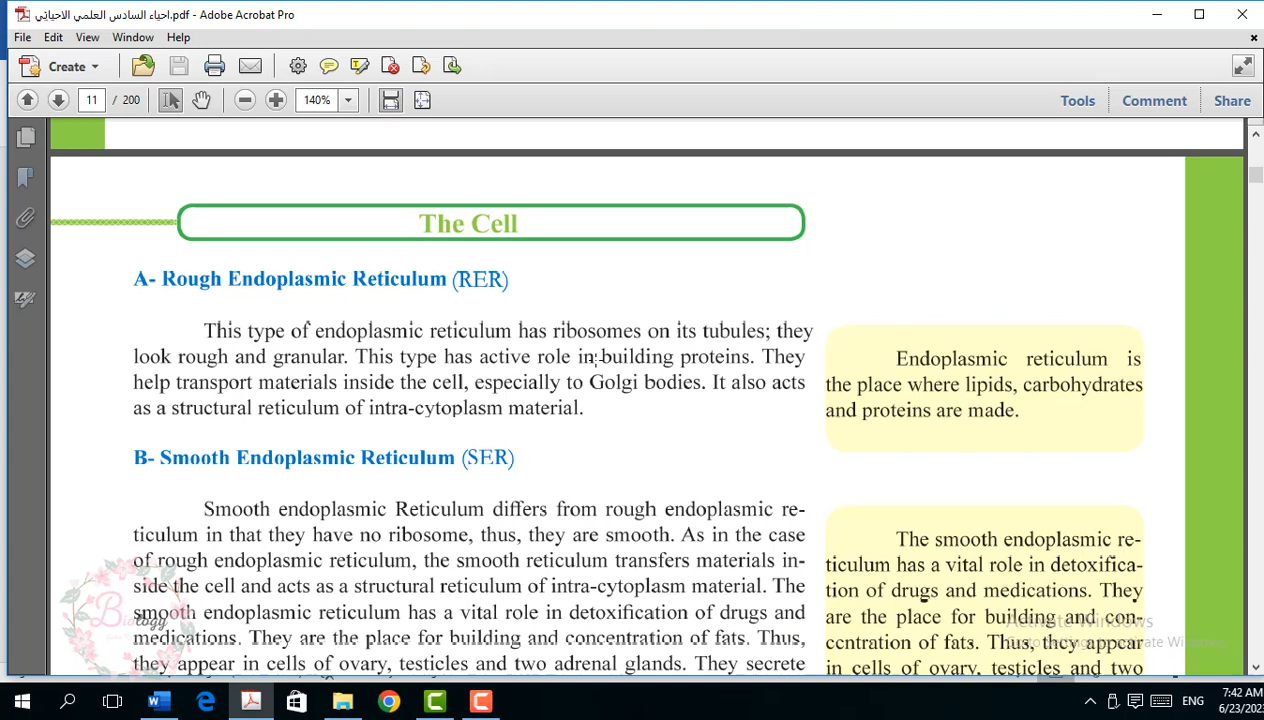 احياء السادس العلمي الاحيائي.pdf - Adobe Acrobat Pro
File Edit View Window Help
Create
11 / 200 140% Tools Comment Share
The Cell
A- Rough Endoplasmic Reticulum (RER)
This type of endoplasmic reticulum has ribosomes on its tubules; they
look rough and granular. This type has active role in building proteins. They
help transport materials inside the cell, especially to Golgi bodies. It also acts
as a structural reticulum of intra-cytoplasm material.
Endoplasmic reticulum is
the place where lipids, carbohydrates
and proteins are made.
B- Smooth Endoplasmic Reticulum (SER)
Smooth endoplasmic Reticulum differs from rough endoplasmic re-
ticulum in that they have no ribosome, thus, they are smooth. As in the case
of rough endoplasmic reticulum, the smooth reticulum transfers materials in-
side the cell and acts as a structural reticulum of intra-cytoplasm material. The
smooth endoplasmic reticulum has a vital role in detoxification of drugs and
medications. They are the place for building and concentration of fats. Thus,
they appear in cells of ovary, testicles and two adrenal glands. They secrete
The smooth endoplasmic re-
ticulum has a vital role in detoxifica-
tion of drugs and medications. They
are the place for building and con-
centration of fats. Thus, they appear
in cells of ovary, testicles and two
Activate Windows
Go to Settings to activate Windows.
Biology
ENG
7:42 AM
6/23/202